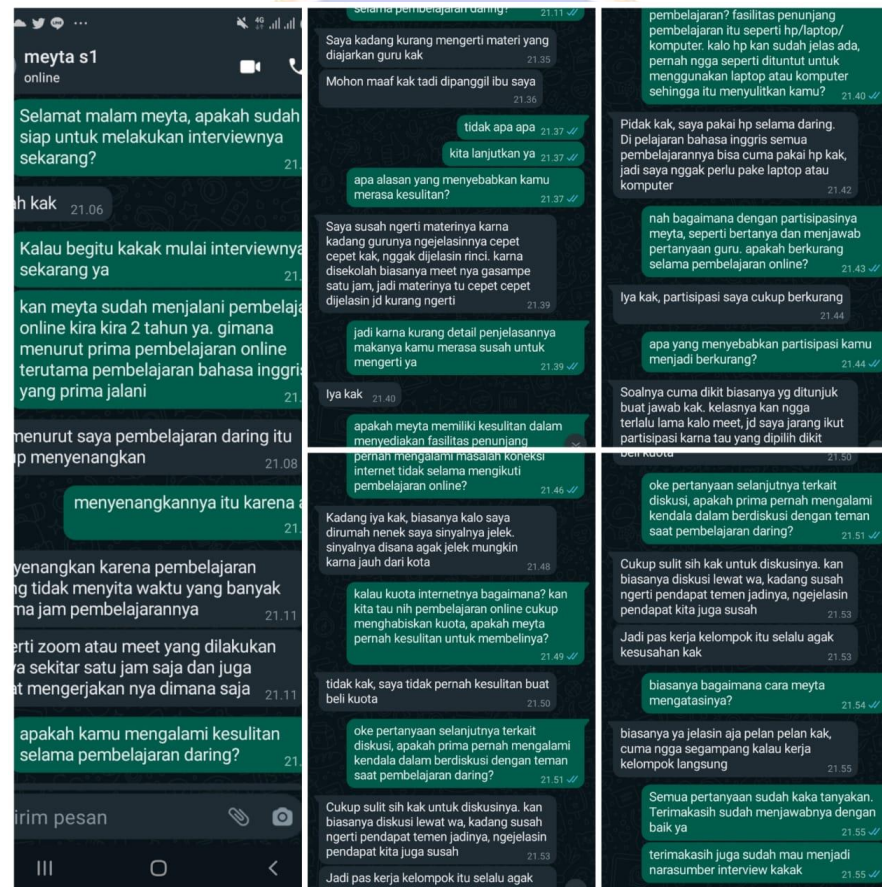 meyta s1
online
Selamat malam meyta, apakah sudah
siap untuk melakukan interviewnya
sekarang?
21.
kak 21.06
Kalau begitu kakak mulai interviewnya
sekarang ya
21.
kan meyta sudah menjalani
online kira kira 2 tahun ya. gimana
menurut prima pembelajaran online
terutama pembelajaran bahasa
yang prima jalani
21.
menurut saya pembelajaran daring itu
menyenangkan
21.08
menyenangkannya itu karena
21.
karena pembelajaran
tidak menyita waktu yang banyak
jam pembelajarannya
21.11
zoom atau meet yang dilakukan
sekitar satu jam saja dan juga
mengerjakan nya dimana saja 21.11
apakah kamu mengalami kesulitan
selama pembelajaran daring?
21.
pesan
selama pembelajaran daring? 21.11
Saya kadang kurang mengerti materi yang
diajarkan guru kak
21.35
Mohon maaf kak tadi dipanggil ibu saya
21.36
tidak apa apa 21.37
kita lanjutkan ya 21.37
apa alasan yang menyebabkan kamu
merasa kesulitan?
21.37
Saya susah ngerti materinya karna
kadang gurunya ngejelasinnya cepet
cepet kak, nggak dijelasin rinci. karna
disekolah biasanya meet nya gasampe
satu jam, jadi materinya tu cepet cepet
dijelasin jd kurang ngerti
21.39
jadi karna kurang detail penjelasannya
makanya kamu merasa susah untuk
mengerti ya
21.39
Iya kak 21.40
apakah meyta memiliki kesulitan dalam
menyediakan fasilitas penunjang
pembelajaran? fasilitas penunjang
pembelajaran itu seperti hp/laptop/
komputer. kalo hp kan sudah jelas ada,
pernah ngga seperti dituntut untuk
menggunakan laptop atau komputer
sehingga itu menyulitkan kamu?
21.40
Pidak kak, saya pakai hp selama daring.
Di pelajaran bahasa inggris semua
pembelajarannya bisa cuma pakai hp kak,
jadi saya nggak perlu pake laptop atau
komputer
21.42
nah bagaimana dengan partisipasinya
meyta, seperti bertanya dan menjawab
pertanyaan guru. apakah berkurang
selama pembelajaran online?
21.43
Iya kak, partisipasi saya cukup berkurang
21.44
apa yang menyebabkan partisipasi kamu
menjadi berkurang?
21.44
Soalnya cuma dikit biasanya yg ditunjuk
buat jawab kak. kelasnya kan ngga
terlalu lama kalo meet, jd saya jarang ikut
partisipasi karna tau yang dipilih dikit
pernah mengalami masalah koneksi
internet tidak selama mengikuti
pembelajaran online?
21.46
Kadang iya kak, biasanya kalo saya
dirumah nenek saya sinyalnya jelek.
sinyalnya disana agak jelek mungkin
karna jauh dari kota
21.48
kalau kuota internetnya bagaimana? kan
kita tau nih pembelajaran online cukup
menghabiskan kuota, apakah meyta
pernah kesulitan untuk membelinya?
21.49
tidak kak, saya tidak pernah kesulitan buat
beli kuota
21.50
oke pertanyaan selanjutnya terkait
diskusi, apakah prima pernah mengalami
kendala dalam berdiskusi dengan teman
saat pembelajaran daring?
21.51
Cukup sulit sih kak untuk diskusinya. kan
biasanya diskusi lewat wa, kadang susah
ngerti pendapat temen jadinya, ngejelasin
pendapat kita juga susah
21.53
Jadi pas kerja kelompok itu selalu agak
beli kuota
21.50
oke pertanyaan selanjutnya terkait
diskusi, apakah prima pernah mengalami
kendala dalam berdiskusi dengan teman
saat pembelajaran daring?
21.51
Cukup sulit sih kak untuk diskusinya. kan
biasanya diskusi lewat wa, kadang susah
ngerti pendapat temen jadinya, ngejelasin
pendapat kita juga susah
21.53
Jadi pas kerja kelompok itu selalu agak
kesusahan kak
21.53
biasanya bagaimana cara meyta
mengatasinya?
21.54
biasanya ya jelasin aja pelan pelan kak,
cuma ngga segampang kalau kerja
kelompok langsung
21.55
Semua pertanyaan sudah kaka tanyakan.
Terimakasih sudah menjawabnya dengan
baik ya
21.55
terimakasih juga sudah mau menjadi
narasumber interview kakak
21.55